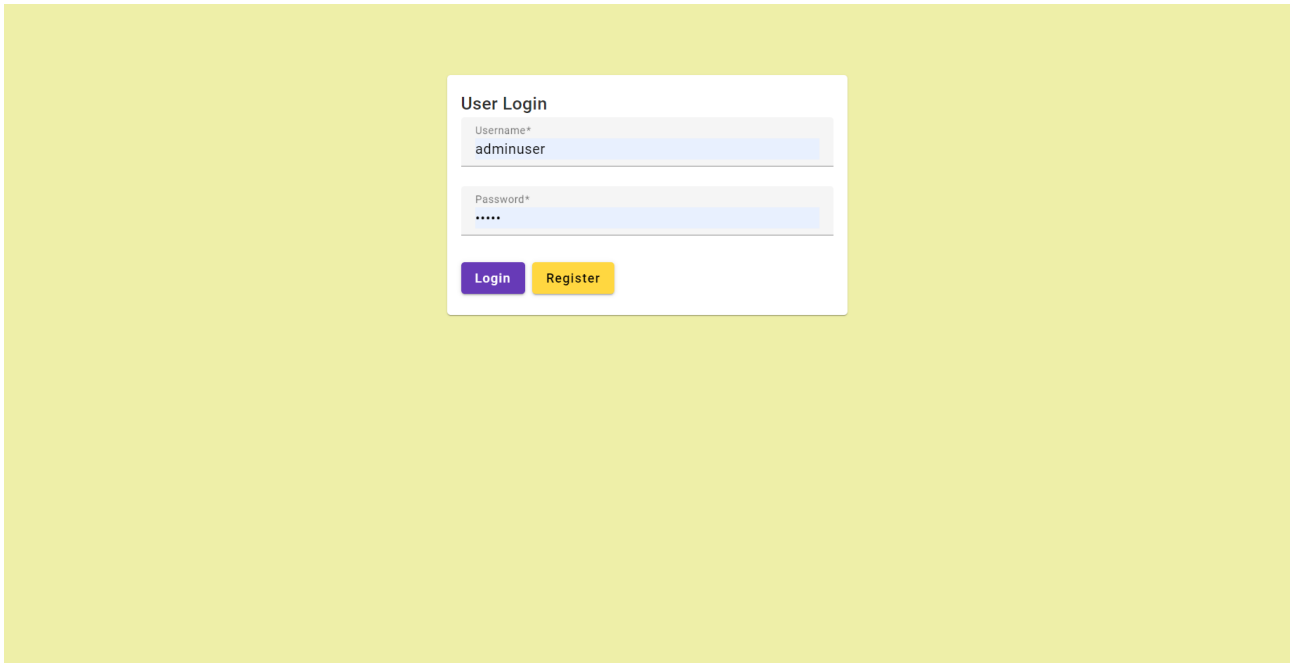 User Login
Username*
adminuser
Password*
•••••
Login Register